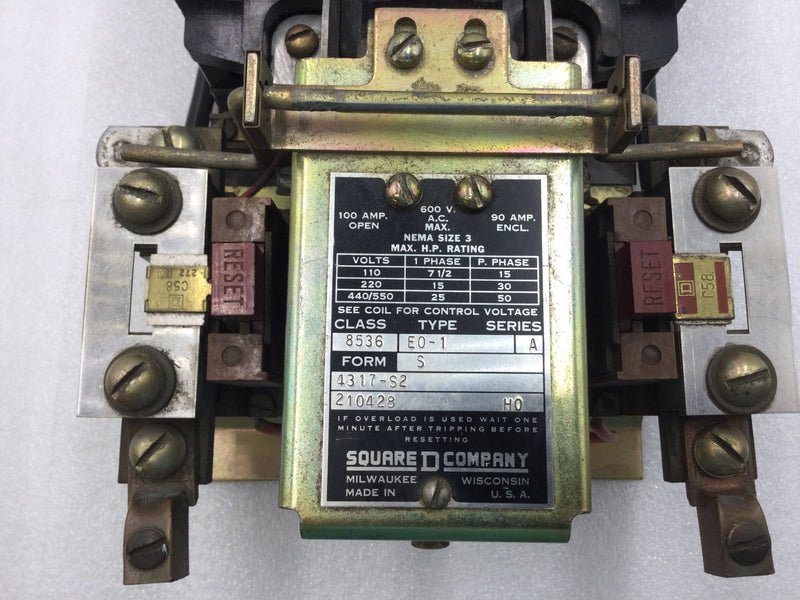 600 V.
100 AMP. A.C. 90 AMP.
OPEN MAX. ENCL.
NEMA SIZE 3
MAX. H.P. RATING
VOLTS 1 PHASE P. PHASE
110 7 1/2 15
220 15 30
440/550 25 50
SEE COIL FOR CONTROL VOLTAGE
CLASS TYPE SERIES
8536 EO-1 A
FORM S
4317-S2
210428 HO
IF OVERLOAD IS USED WAIT ONE
MINUTE AFTER TRIPPING BEFORE
RESETTING
SQUARE D COMPANY
MILWAUKEE WISCONSIN
MADE IN U.S.A.
RESET
272
C58
D
RESET
D
C58